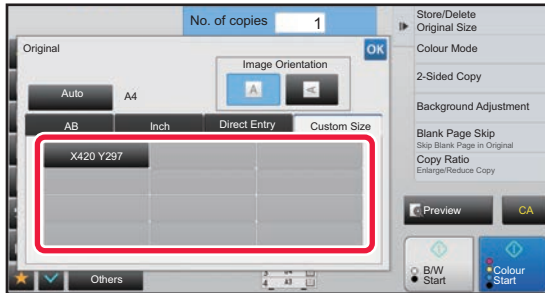 No. of copies 1
Store/Delete
Original Size
Original
OK
Colour Mode
Image Orientation
A A
2-Sided Copy
Auto A4
Background Adjustment
AB Inch Direct Entry Custom Size
Blank Page Skip
Skip Blank Page in Original
X420 Y297
Copy Ratio
Enlarge/Reduce Copy
Preview CA
B/W
Start
Colour
Start
Others
4 A3